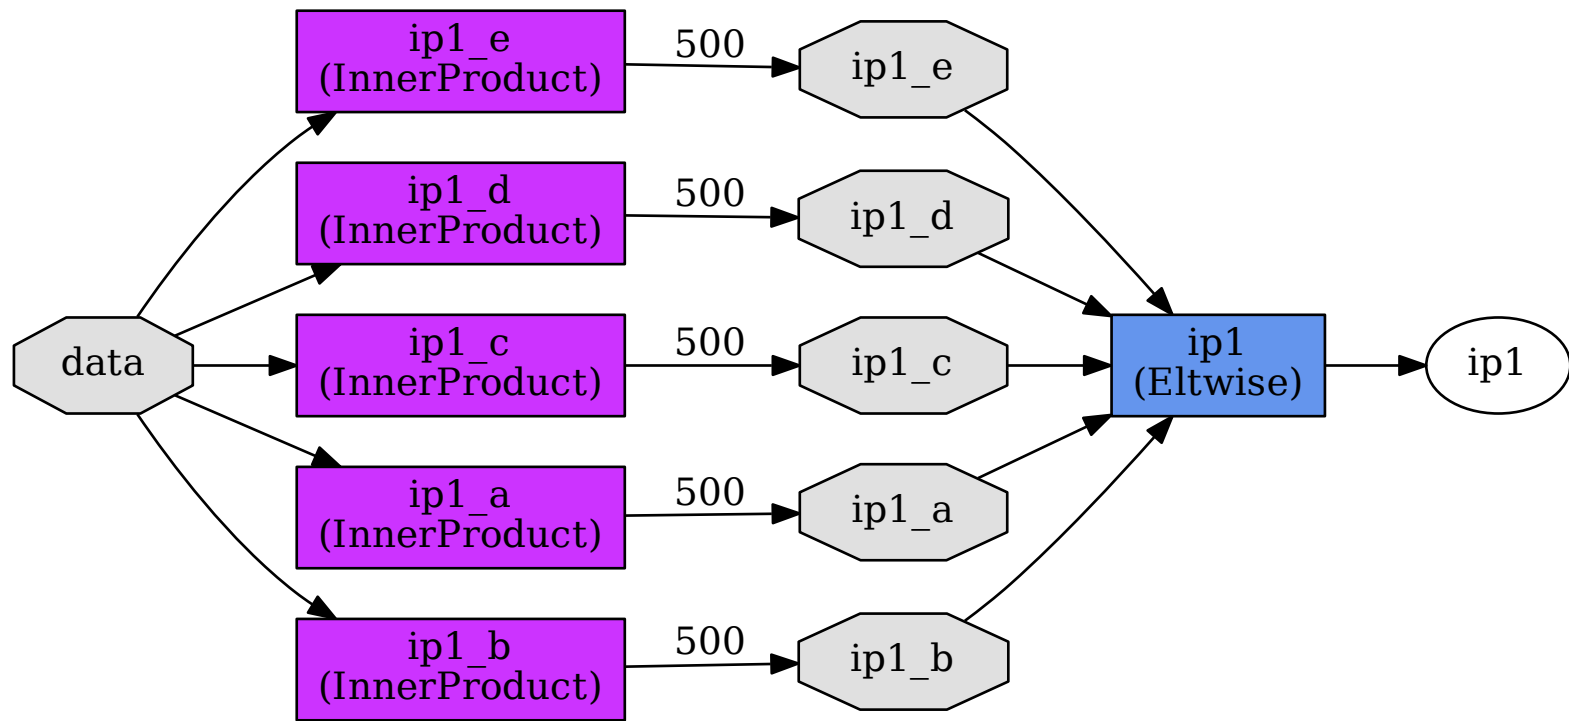 ip1_e
(InnerProduct)
500
ip1_e
ip1_d
(InnerProduct)
500
ip1_d
data
ip1_c
(InnerProduct)
500
ip1_c
ip1
(Eltwise)
ip1
ip1_a
(InnerProduct)
500
ip1_a
ip1_b
(InnerProduct)
500
ip1_b